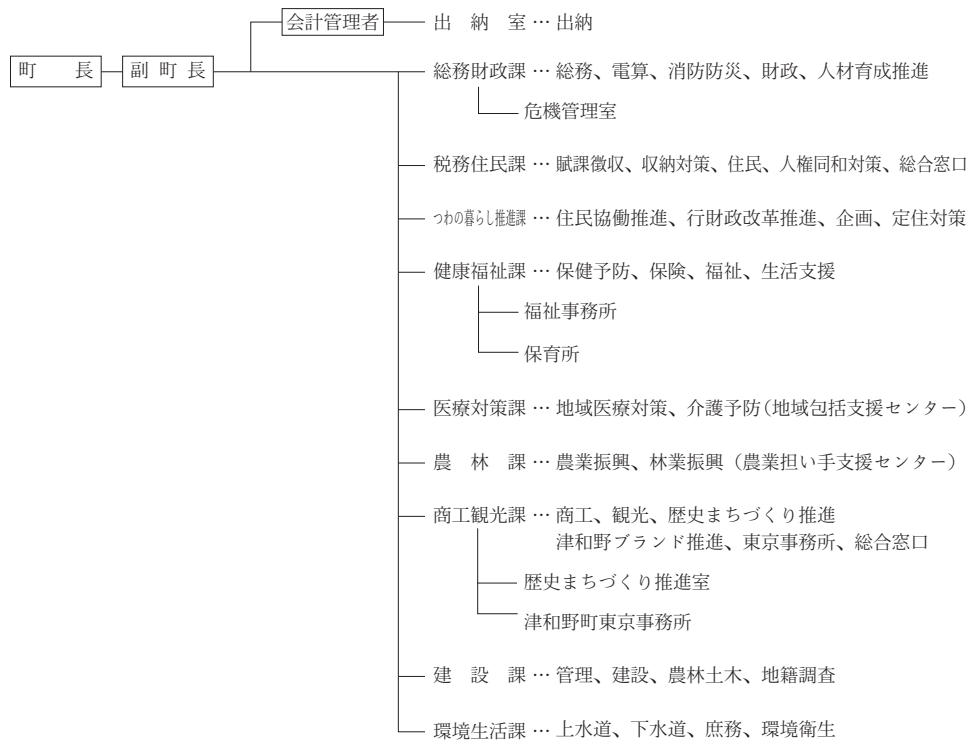 会計管理者 出納室 … 出納
町長 副町長
総務財政課 … 総務、電算、消防防災、財政、人材育成推進
危機管理室
税務住民課 … 賦課徴収、収納対策、住民、人権同和対策、総合窓口
つわの暮らし推進課 … 住民協働推進、行財政改革推進、企画、定住対策
健康福祉課 … 保健予防、保険、福祉、生活支援
福祉事務所
保育所
医療対策課 … 地域医療対策、介護予防(地域包括支援センター)
農林課 … 農業振興、林業振興(農業担い手支援センター)
商工観光課 … 商工、観光、歴史まちづくり推進
津和野ブランド推進、東京事務所、総合窓口
歴史まちづくり推進室
津和野町東京事務所
建設課 … 管理、建設、農林土木、地籍調査
環境生活課 … 上水道、下水道、庶務、環境衛生